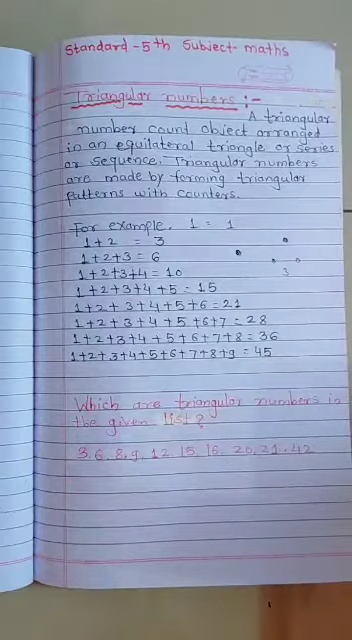 Standard-5th Subject-maths
Triangular numbers:-
A triangular
number count object arranged
in an equilateral triangle or series
or sequence. Triangular numbers
are made by forming triangular
patterns with counters.
For example. 1 = 1
1+2 = 3
1+2+3 = 6
1+2+3+4 = 10
3
1+2+3+4+5 = 15
1+2+3+4+5+6 = 21
1+2+3+4+5+6+7 = 28
1+2+3+4+5+6+7+8 = 36
1+2+3+4+5+6+7+8+9 = 45
Which are triangular numbers in
the given list?
3, 6, 8, 9, 12, 15, 16, 20, 21, 42